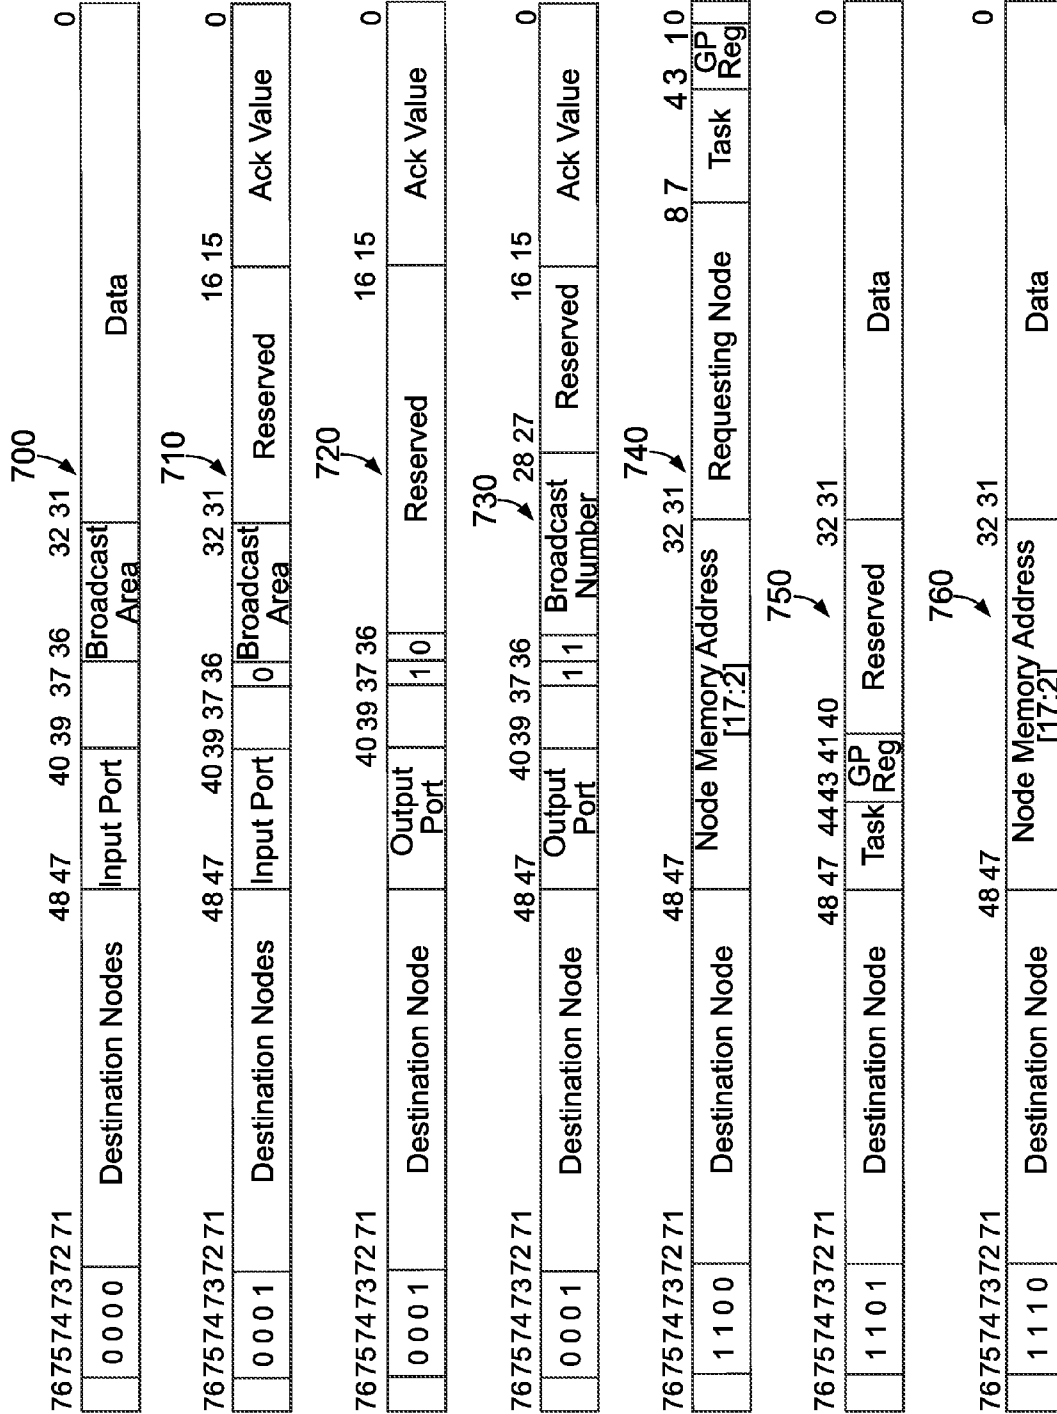 700
76 75 74 73 72 71 48 47 40 39 37 36 32 31 0
0 0 0 0 Destination Nodes Input Port Broadcast Area Data
710
76 75 74 73 72 71 48 47 40 39 37 36 32 31 16 15 0
0 0 0 1 Destination Nodes Input Port 0 Broadcast Area Reserved Ack Value
720
76 75 74 73 72 71 40 39 37 36 16 15 0
0 0 0 1 Destination Node Output Port 1 0 Reserved Ack Value
730
76 75 74 73 72 71 48 47 40 39 37 36 28 27 16 15 0
0 0 0 1 Destination Node Output Port 1 1 Broadcast Number Reserved Ack Value
740
76 75 74 73 72 71 48 47 32 31 8 7 4 3 1 0
1 1 0 0 Destination Node Node Memory Address [17:2] Requesting Node Task GP Reg
750
76 75 74 73 72 71 48 47 44 43 41 40 32 31 0
1 1 0 1 Destination Node Task GP Reg Reserved Data
760
76 75 74 73 72 71 48 47 32 31 0
1 1 1 0 Destination Node Node Memory Address [17:2] Data